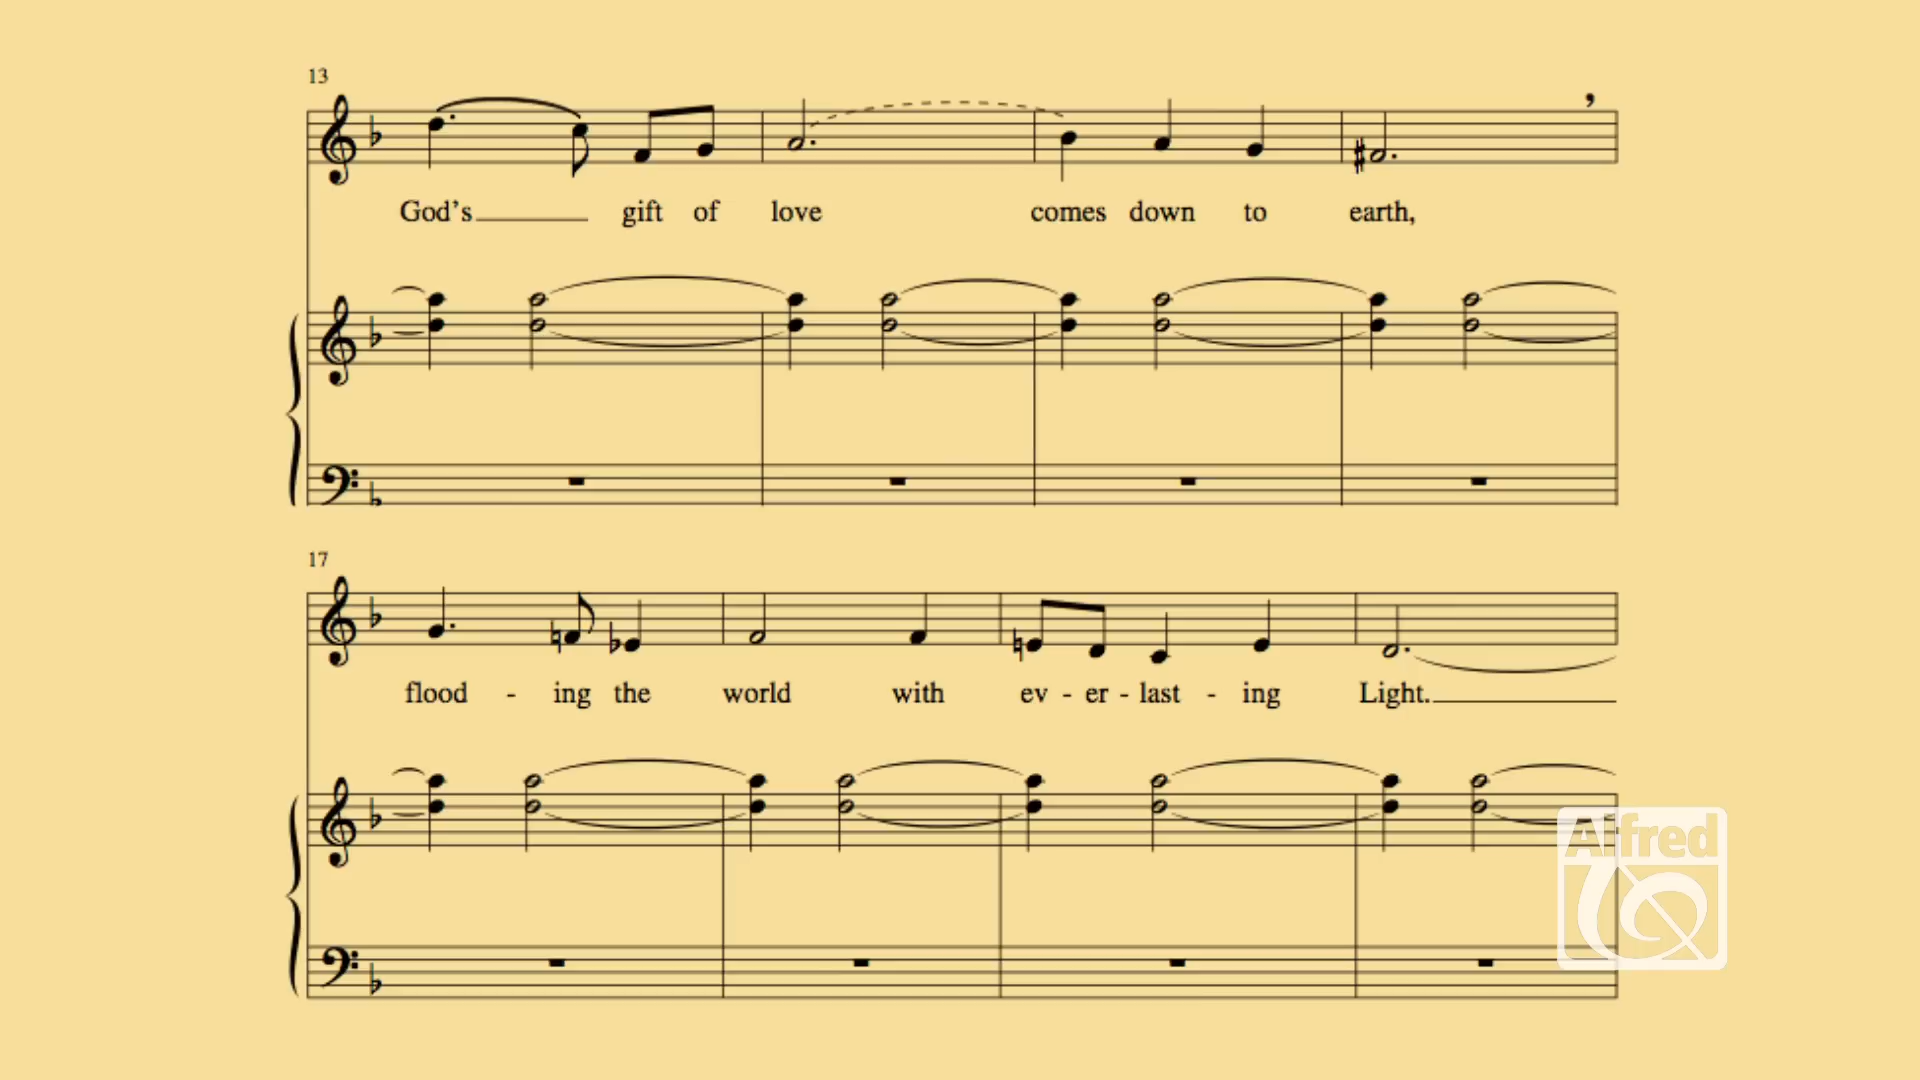 13
God's gift of love comes down to earth,
17
flood - ing the world with ev - er - last - ing Light.
Alfred